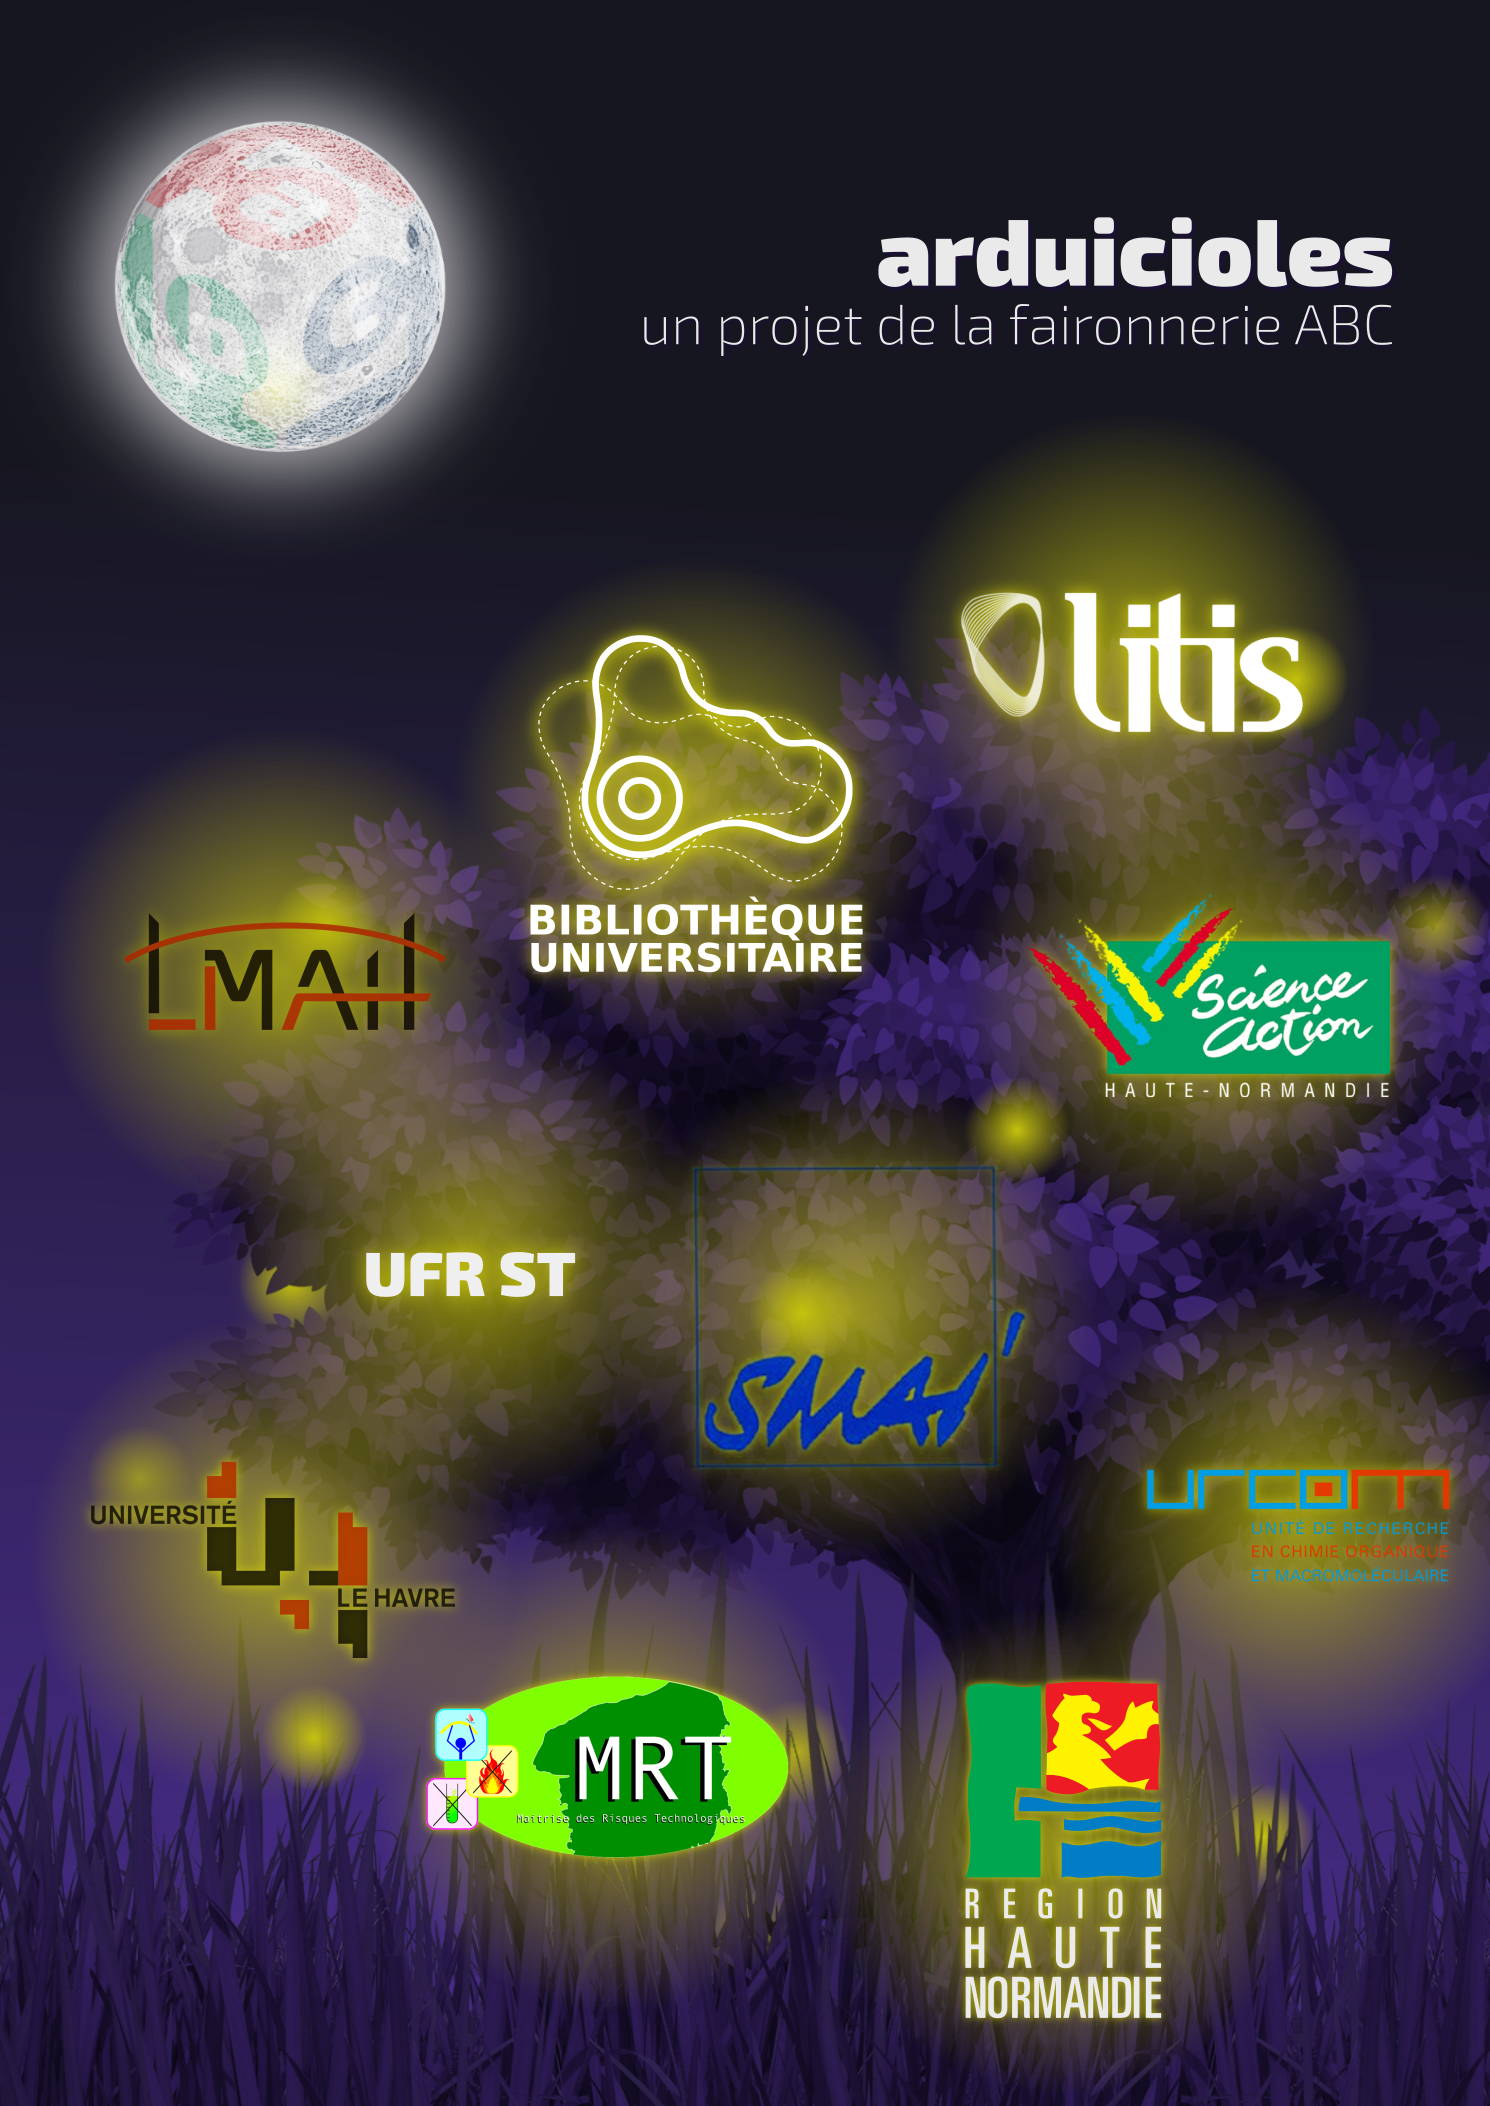 a
b
c
arduicioles
un projet de la faironnerie ABC
litis
BIBLIOTHÈQUE
UNIVERSITAIRE
LMAH
Science
action
HAUTE-NORMANDIE
UFR ST
SMAI
urcom
UNITÉ DE RECHERCHE
EN CHIMIE ORGANIQUE
ET MACROMOLÉCULAIRE
UNIVERSITÉ
LE HAVRE
MRT
Maitrise des Risques Technologiques
REGION
HAUTE
NORMANDIE